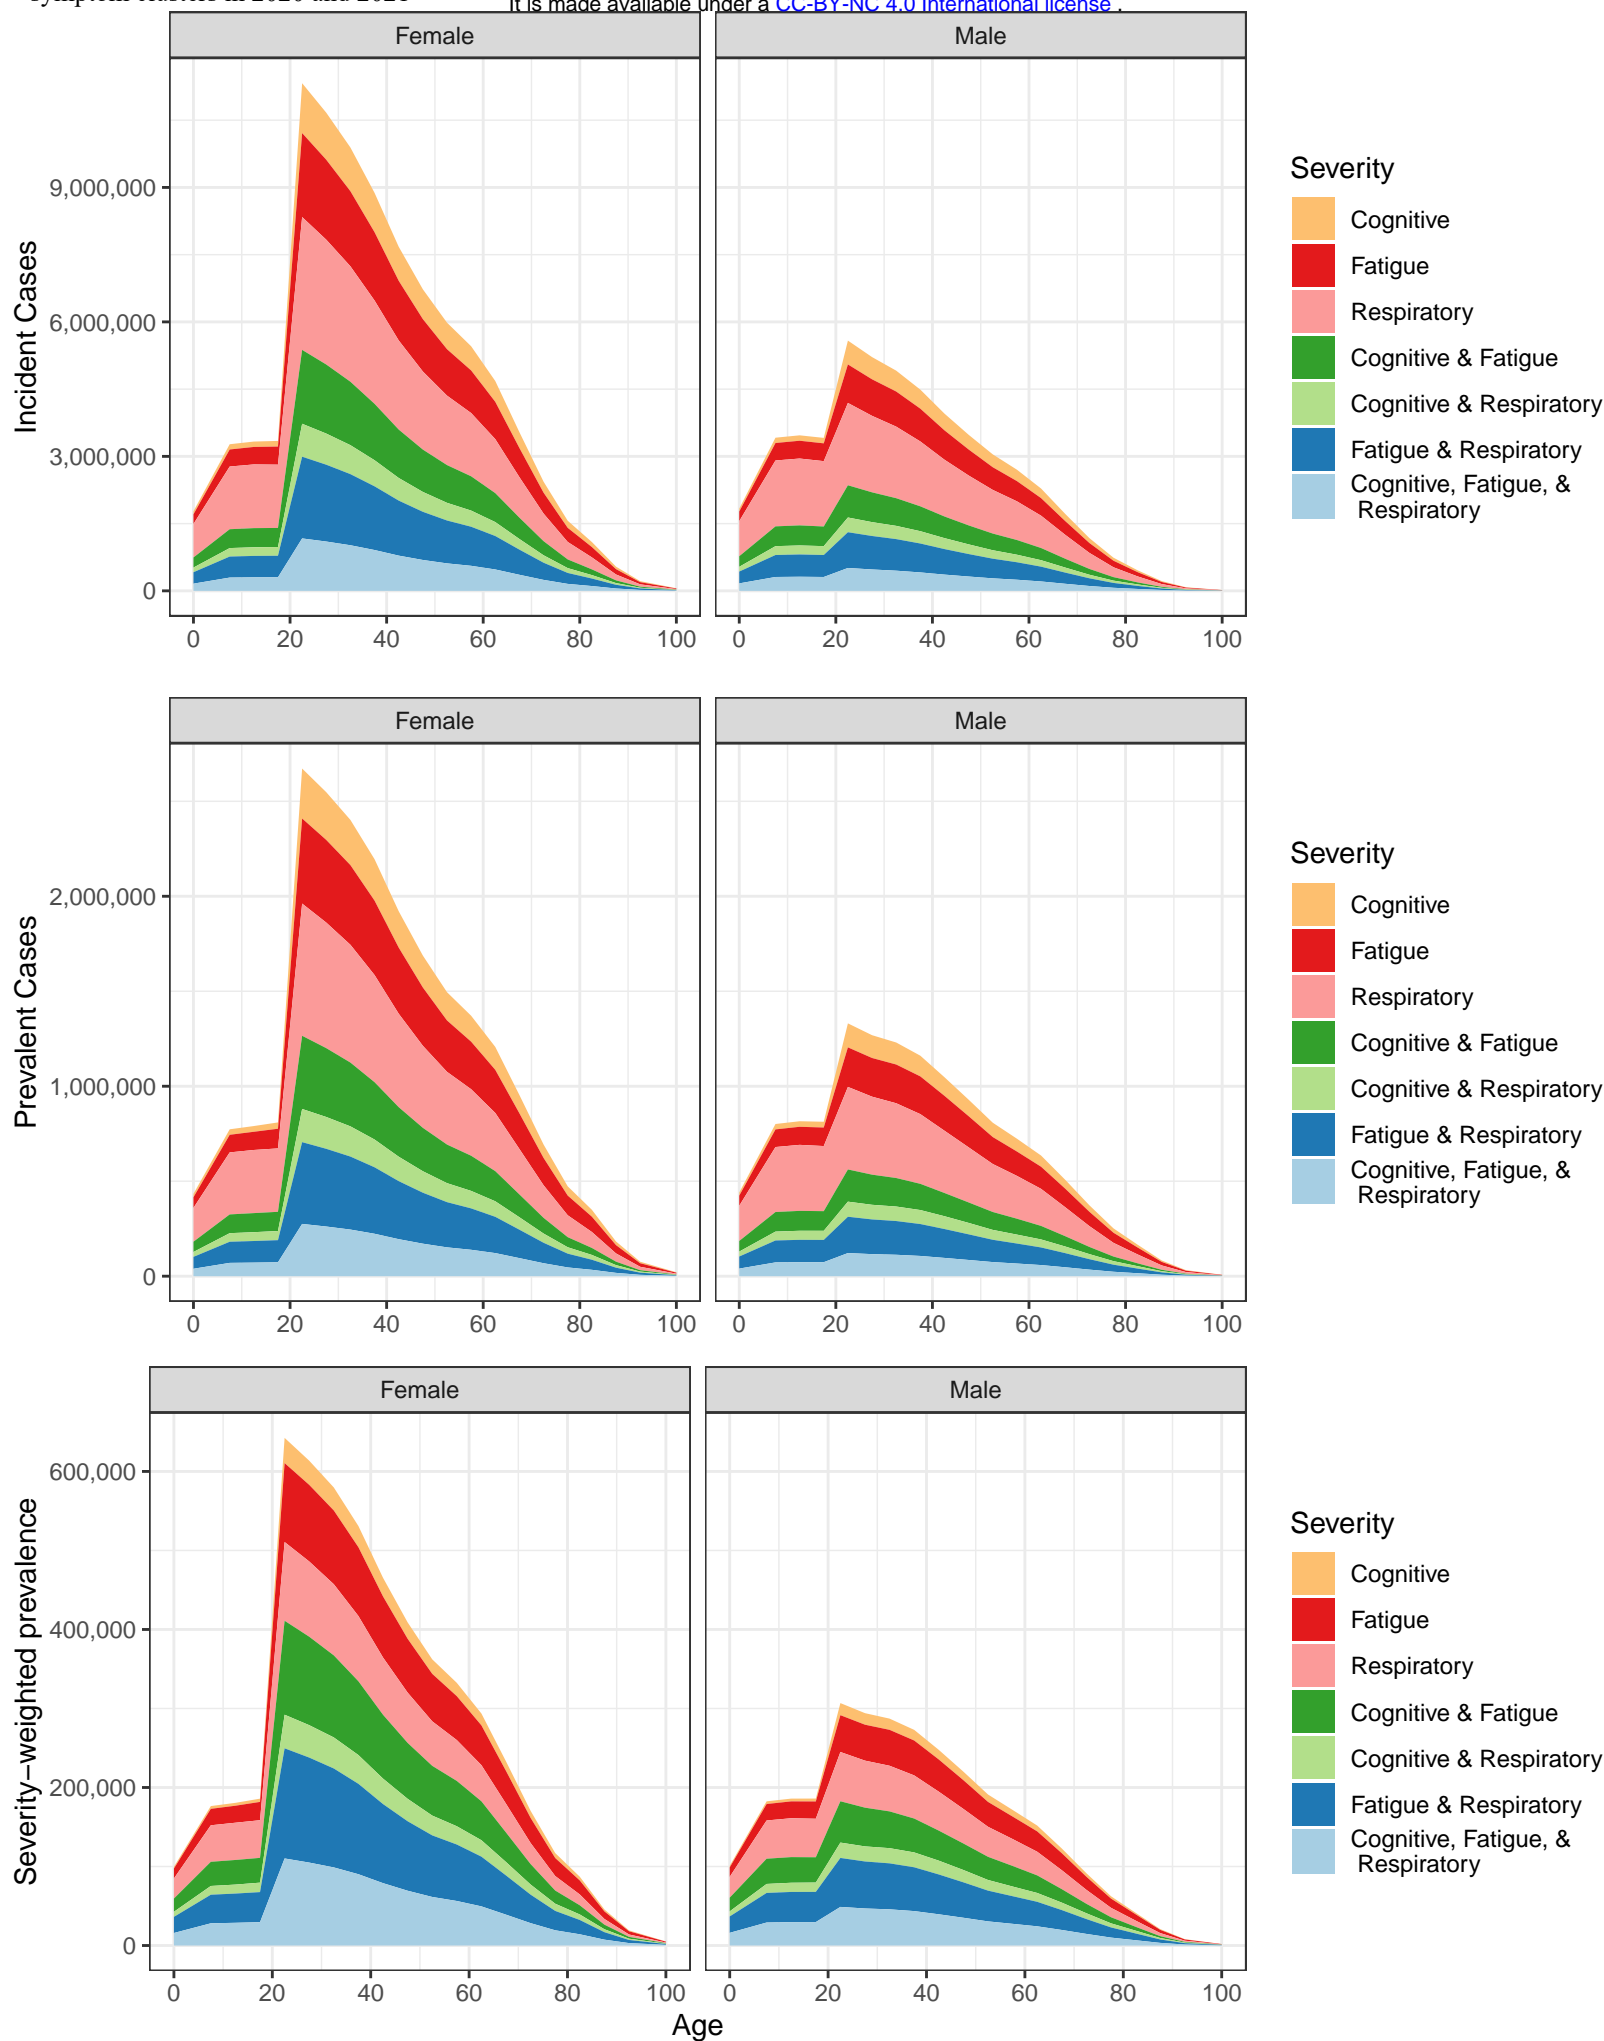 symptom clusters in 2020 and 2021
It is made available under a CC-BY-NC 4.0 International license .
Female
Male
Incident Cases
9,000,000
6,000,000
3,000,000
0
0 20 40 60 80 100
0 20 40 60 80 100
Severity
Cognitive
Fatigue
Respiratory
Cognitive & Fatigue
Cognitive & Respiratory
Fatigue & Respiratory
Cognitive, Fatigue, &
Respiratory
Female
Male
Prevalent Cases
2,000,000
1,000,000
0
0 20 40 60 80 100
0 20 40 60 80 100
Severity
Cognitive
Fatigue
Respiratory
Cognitive & Fatigue
Cognitive & Respiratory
Fatigue & Respiratory
Cognitive, Fatigue, &
Respiratory
Female
Male
Severity−weighted prevalence
600,000
400,000
200,000
0
0 20 40 60 80 100
0 20 40 60 80 100
Age
Severity
Cognitive
Fatigue
Respiratory
Cognitive & Fatigue
Cognitive & Respiratory
Fatigue & Respiratory
Cognitive, Fatigue, &
Respiratory